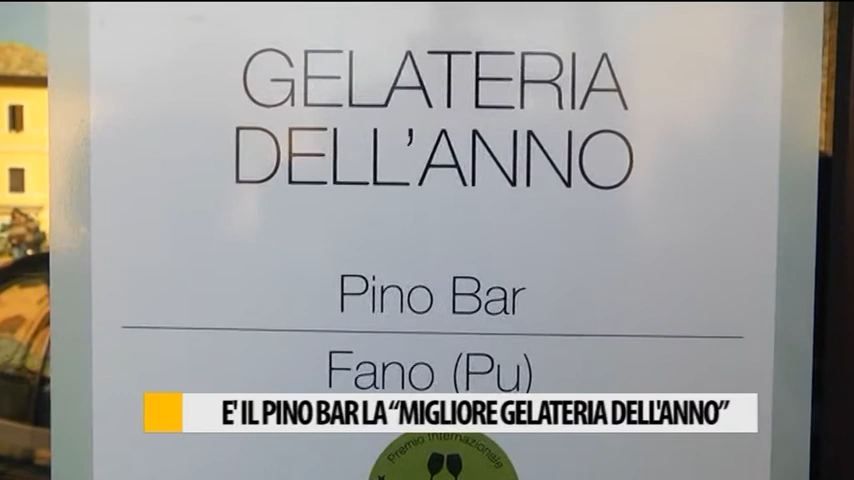 GELATERIA
DELL'ANNO
Pino Bar
Fano (Pu)
E' IL PINO BAR LA “MIGLIORE GELATERIA DELL'ANNO”
Premio Internazionale